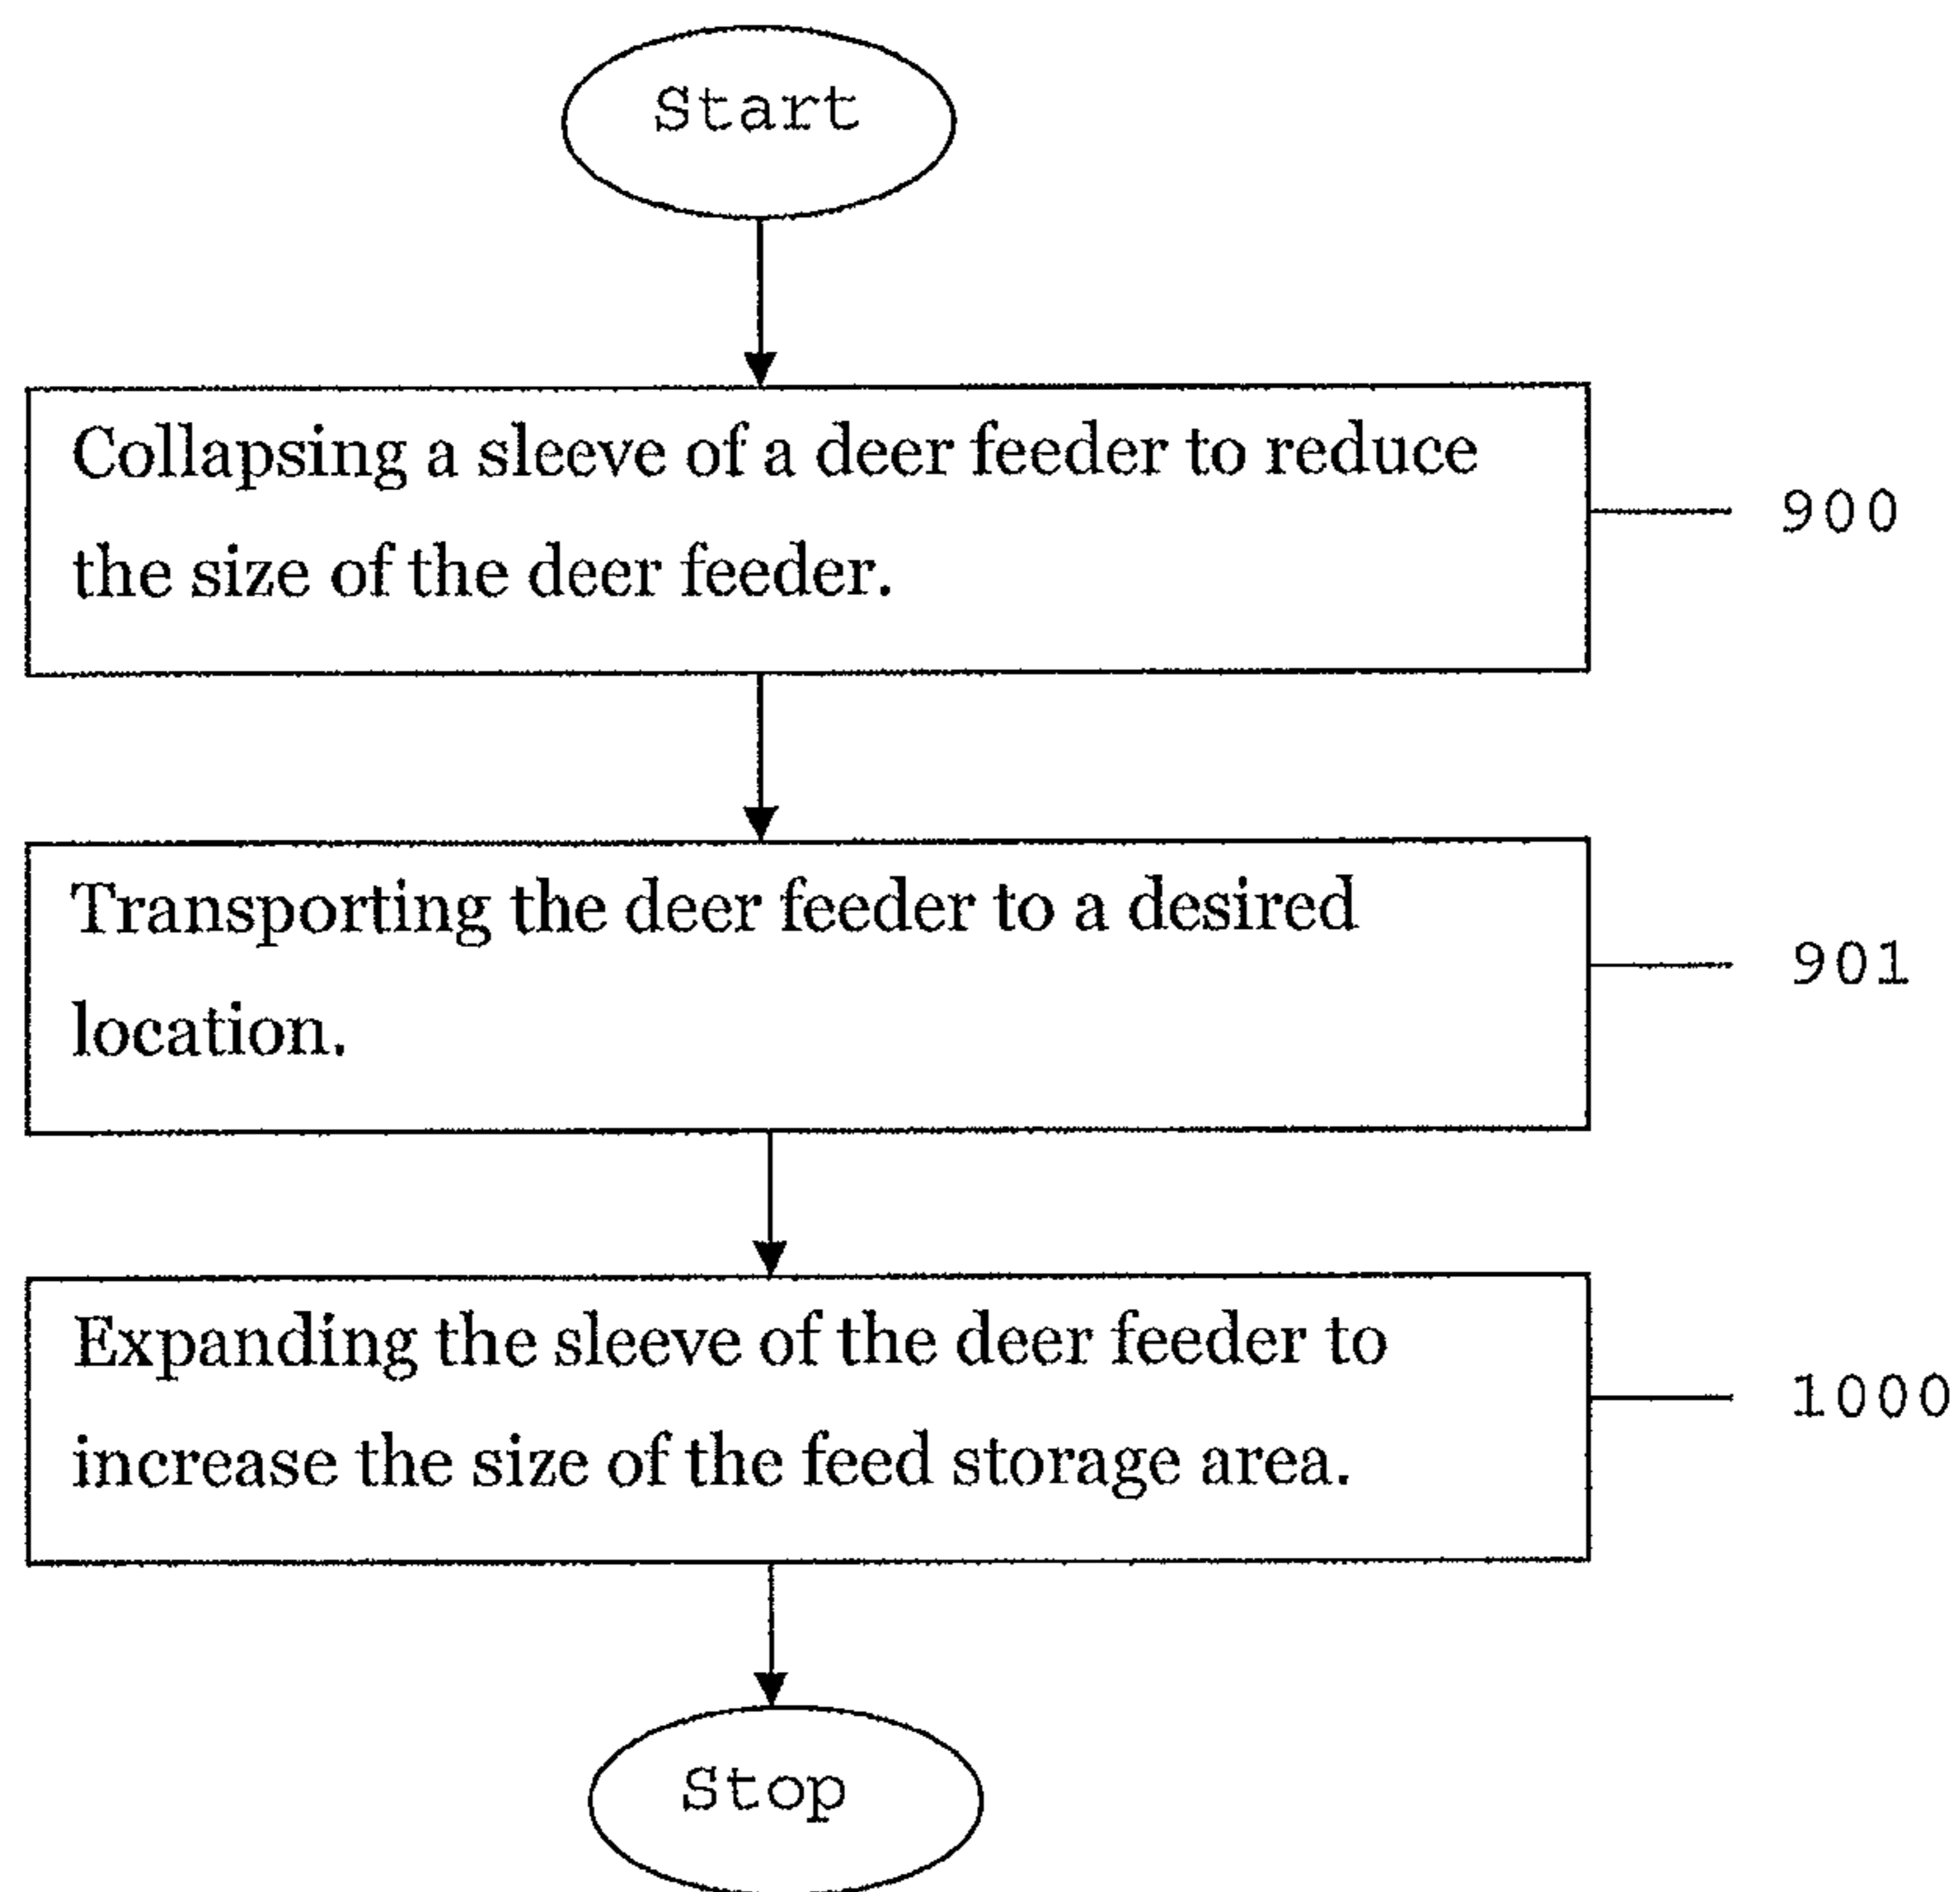 Start
Collapsing a sleeve of a deer feeder to reduce
the size of the deer feeder.
900
Transporting the deer feeder to a desired
location.
901
Expanding the sleeve of the deer feeder to
increase the size of the feed storage area.
1000
Stop